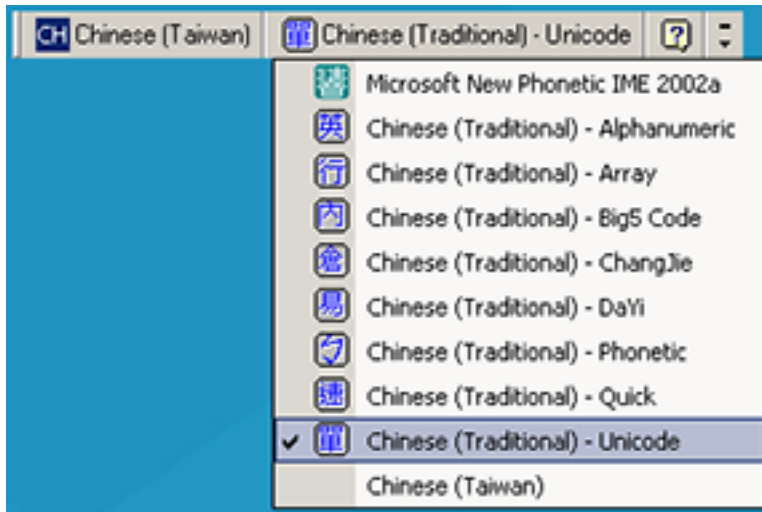 CH Chinese (Taiwan) 單 Chinese (Traditional) - Unicode ?
Microsoft New Phonetic IME 2002a
英 Chinese (Traditional) - Alphanumeric
行 Chinese (Traditional) - Array
內 Chinese (Traditional) - Big5 Code
倉 Chinese (Traditional) - ChangJie
易 Chinese (Traditional) - DaYi
ㄅ Chinese (Traditional) - Phonetic
速 Chinese (Traditional) - Quick
✓ 單 Chinese (Traditional) - Unicode
Chinese (Taiwan)